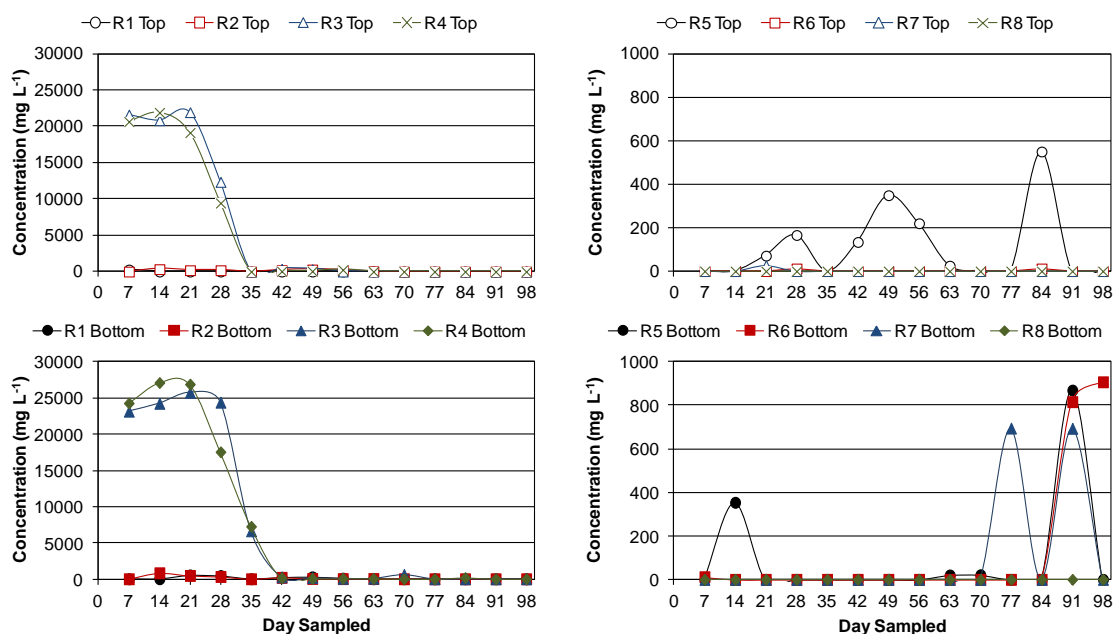 R1 Top R2 Top R3 Top R4 Top
Concentration (mg L-1)
30000
25000
20000
15000
10000
5000
0
0 7 14 21 28 35 42 49 56 63 70 77 84 91 98
R5 Top R6 Top R7 Top R8 Top
Concentration (mg L-1)
1000
800
600
400
200
0
0 7 14 21 28 35 42 49 56 63 70 77 84 91 98
R1 Bottom R2 Bottom R3 Bottom R4 Bottom
Concentration (mg L-1)
30000
25000
20000
15000
10000
5000
0
0 7 14 21 28 35 42 49 56 63 70 77 84 91 98
Day Sampled
R5 Bottom R6 Bottom R7 Bottom R8 Bottom
Concentration (mg L-1)
1000
800
600
400
200
0
0 7 14 21 28 35 42 49 56 63 70 77 84 91 98
Day Sampled